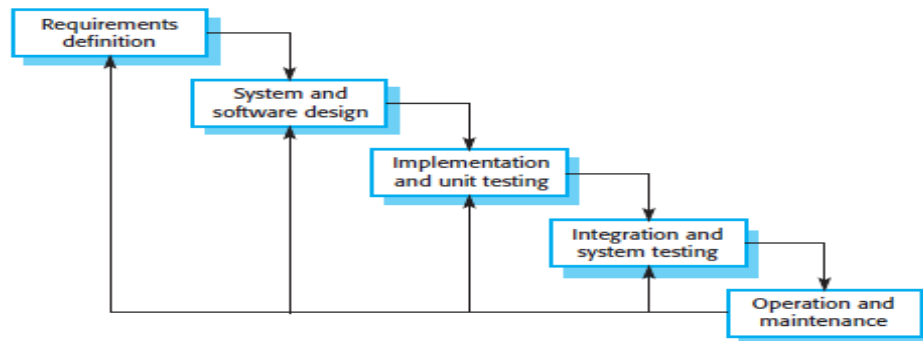 Requirements
definition
System and
software design
Implementation
and unit testing
Integration and
system testing
Operation and
maintenance